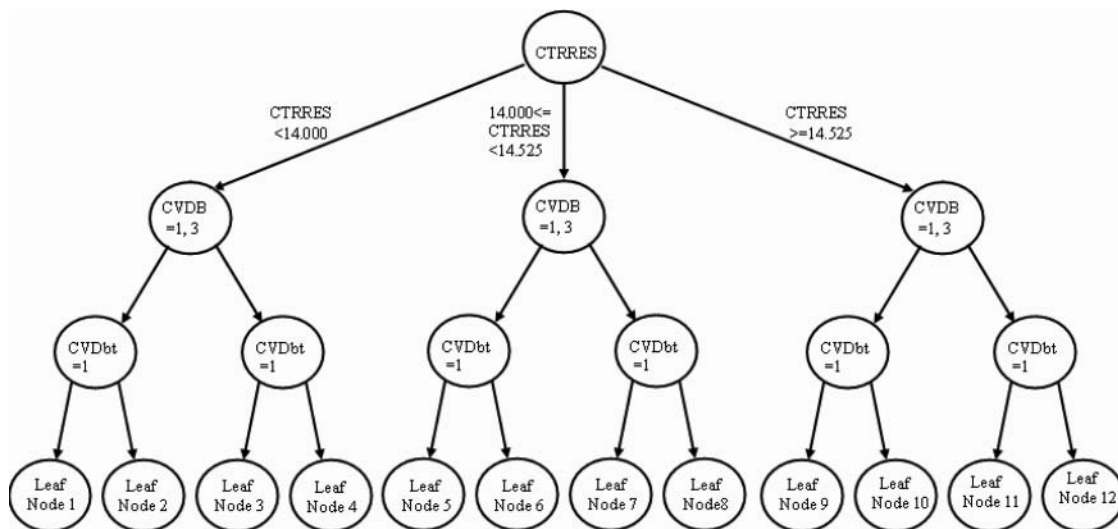 CTRRES
CTRRES
<14.000
14.000<=
CTRRES
<14.525
CTRRES
>=14.525
CVDB
=1, 3
CVDB
=1, 3
CVDB
=1, 3
CVDbt
=1
CVDbt
=1
CVDbt
=1
CVDbt
=1
CVDbt
=1
CVDbt
=1
Leaf
Node 1
Leaf
Node 2
Leaf
Node 3
Leaf
Node 4
Leaf
Node 5
Leaf
Node 6
Leaf
Node 7
Leaf
Node8
Leaf
Node 9
Leaf
Node 10
Leaf
Node 11
Leaf
Node 12